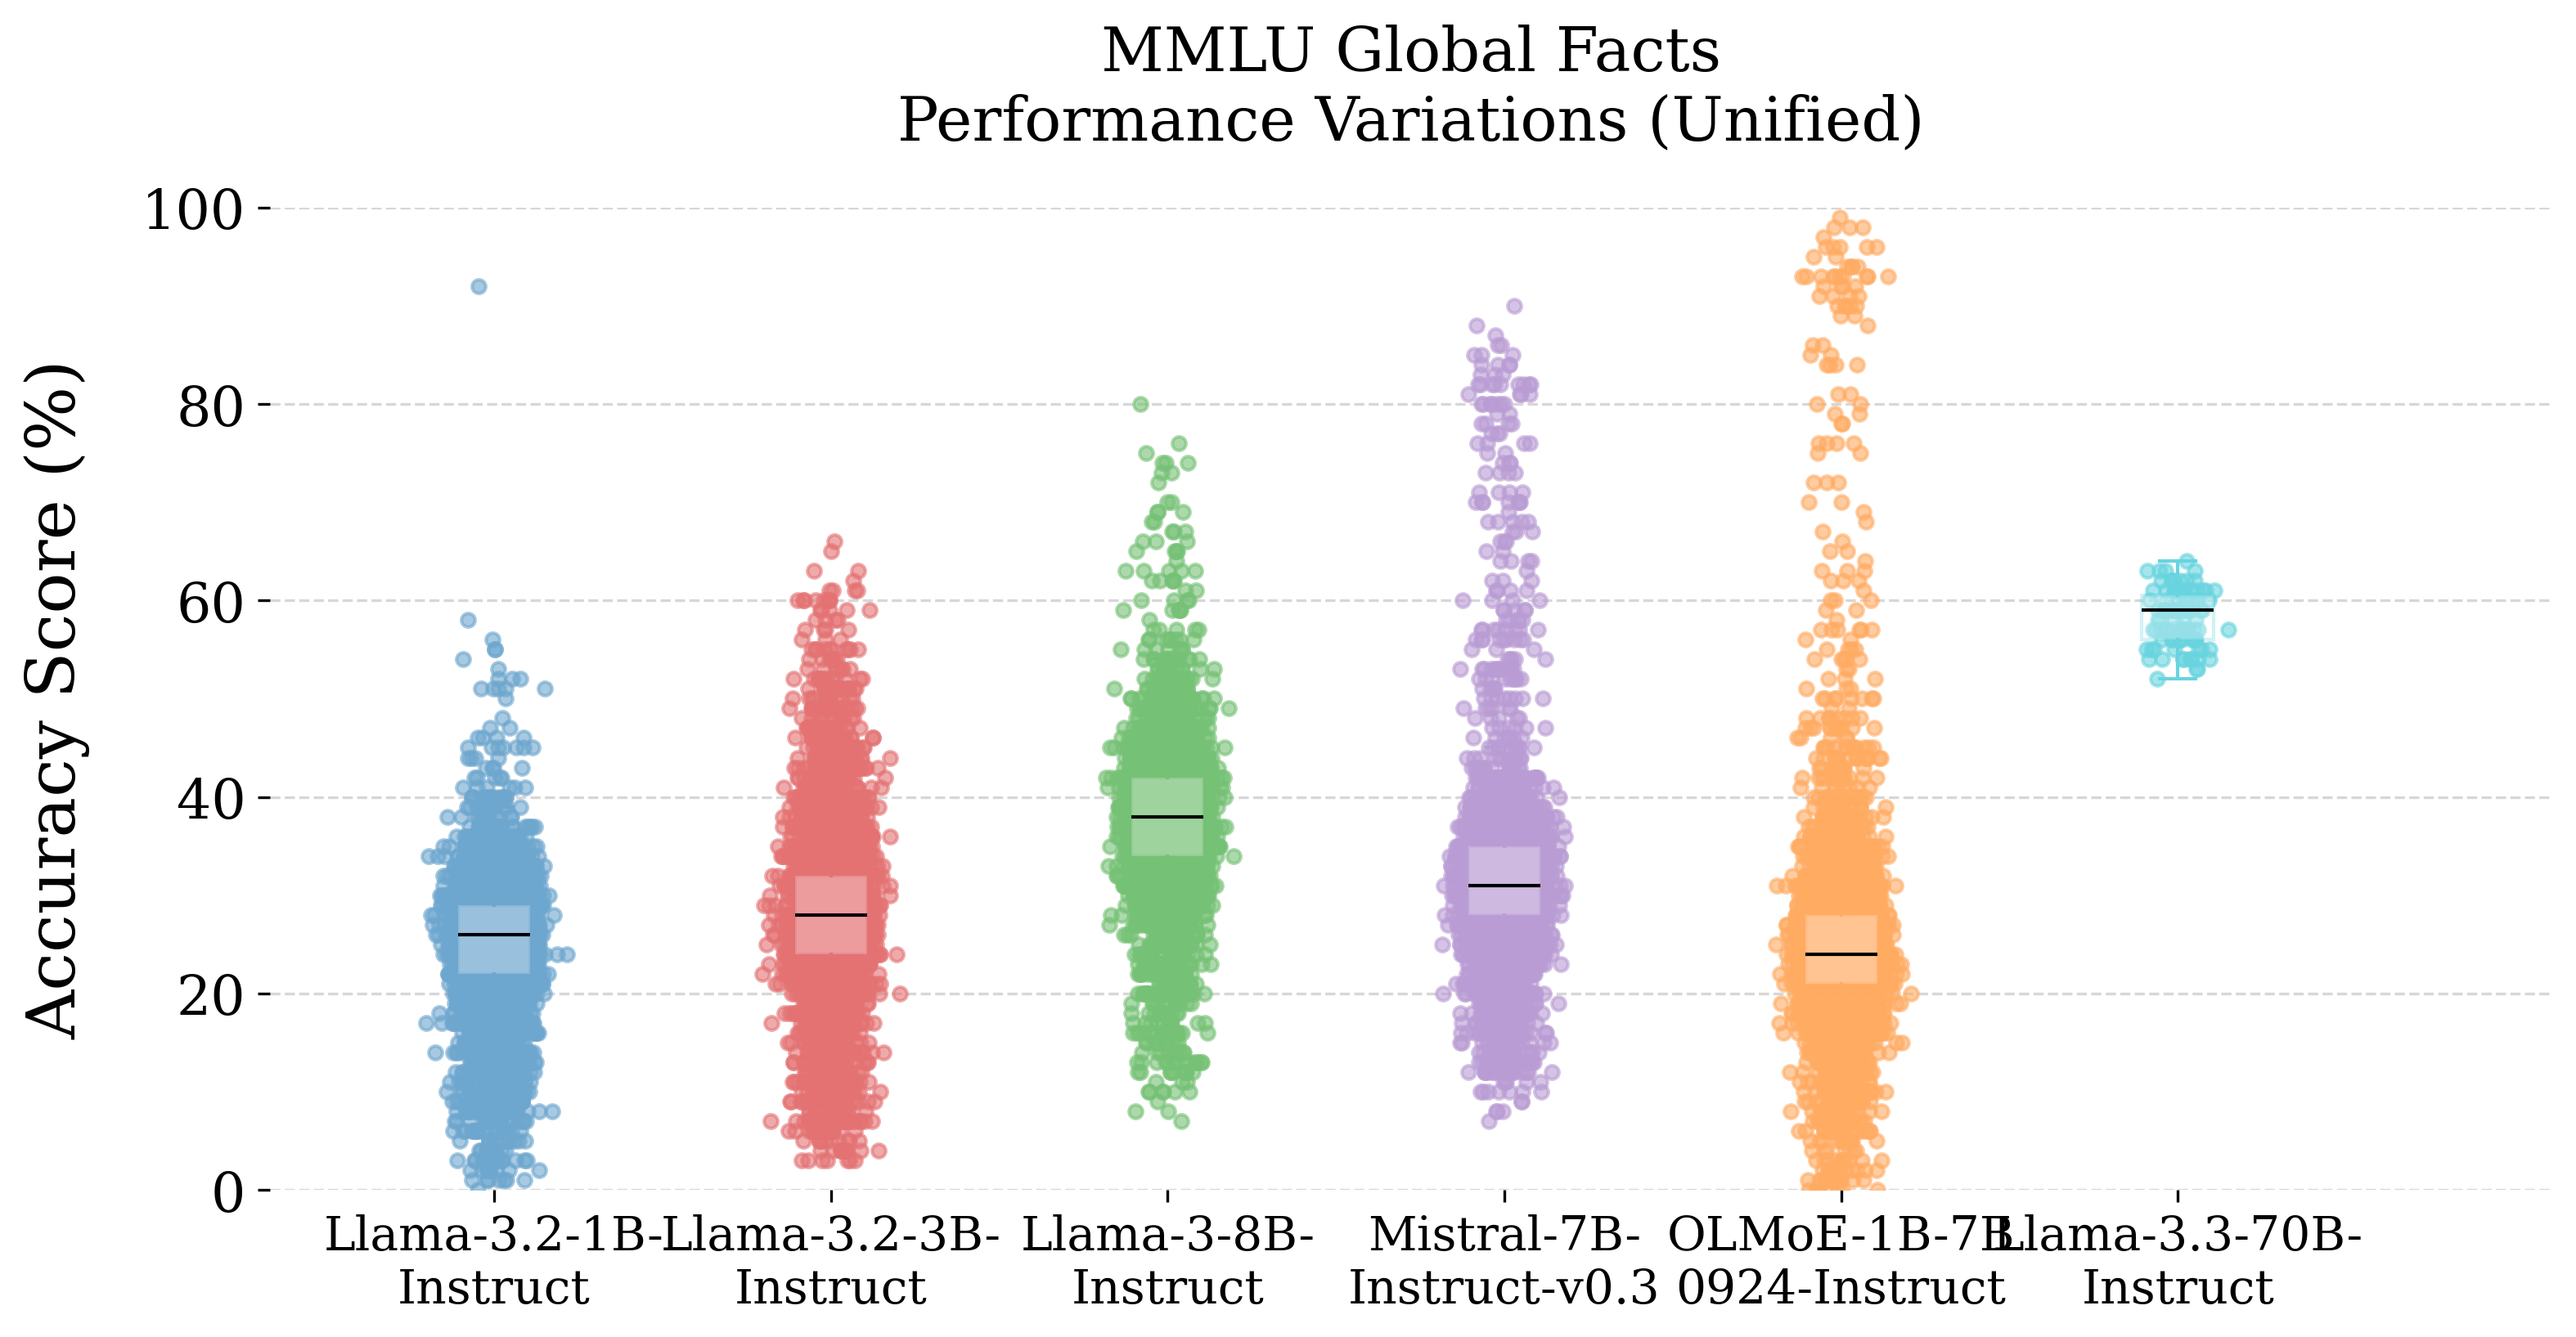 MMLU Global Facts
Performance Variations (Unified)
Accuracy Score (%)
100
80
60
40
20
0
Llama-3.2-1B-
Instruct
Llama-3.2-3B-
Instruct
Llama-3-8B-
Instruct
Mistral-7B-
Instruct-v0.3
OLMoE-1B-7B
0924-Instruct
Llama-3.3-70B-
Instruct